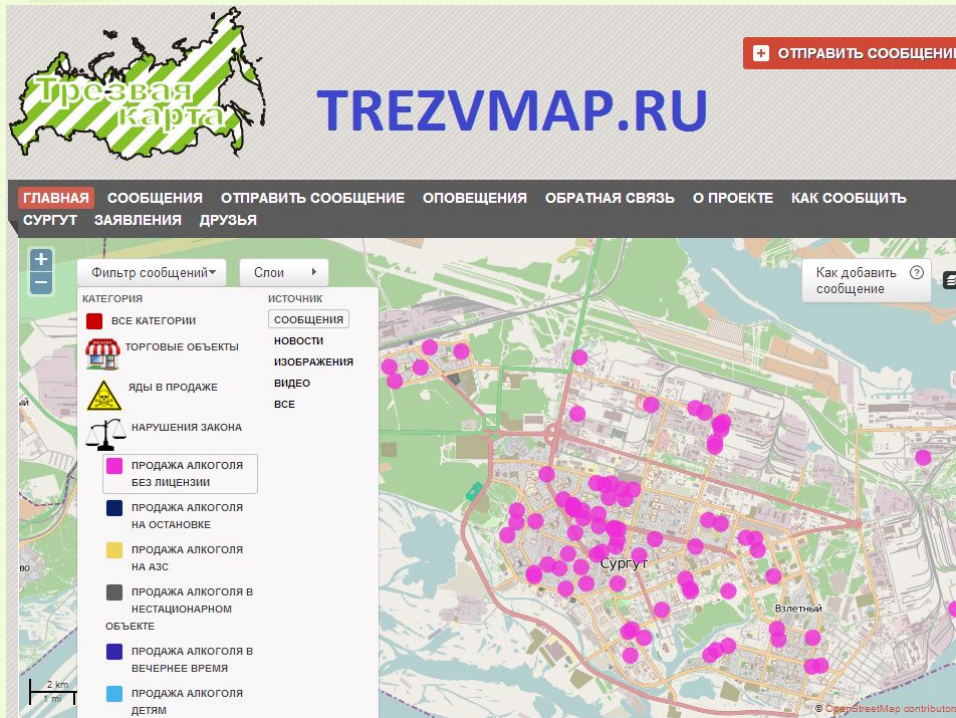 Трезвая
карта
TREZVMAP.RU
ОТПРАВИТЬ СООБЩЕНИЕ
ГЛАВНАЯ СООБЩЕНИЯ ОТПРАВИТЬ СООБЩЕНИЕ ОПОВЕЩЕНИЯ ОБРАТНАЯ СВЯЗЬ О ПРОЕКТЕ КАК СООБЩИТЬ
СУРГУТ ЗАЯВЛЕНИЯ ДРУЗЬЯ
+
−
Фильтр сообщений
Слои
Как добавить
сообщение
?
КАТЕГОРИЯ
ВСЕ КАТЕГОРИИ
ТОРГОВЫЕ ОБЪЕКТЫ
ЯДЫ В ПРОДАЖЕ
НАРУШЕНИЯ ЗАКОНА
ПРОДАЖА АЛКОГОЛЯ
БЕЗ ЛИЦЕНЗИИ
ПРОДАЖА АЛКОГОЛЯ
НА ОСТАНОВКЕ
ПРОДАЖА АЛКОГОЛЯ
НА АЗС
ПРОДАЖА АЛКОГОЛЯ В
НЕСТАЦИОНАРНОМ
ОБЪЕКТЕ
ПРОДАЖА АЛКОГОЛЯ В
ВЕЧЕРНЕЕ ВРЕМЯ
ПРОДАЖА АЛКОГОЛЯ
ДЕТЯМ
ИСТОЧНИК
СООБЩЕНИЯ
НОВОСТИ
ИЗОБРАЖЕНИЯ
ВИДЕО
ВСЕ
Сургут
Взлетный
2 km
1 mi
© OpenStreetMap contributors